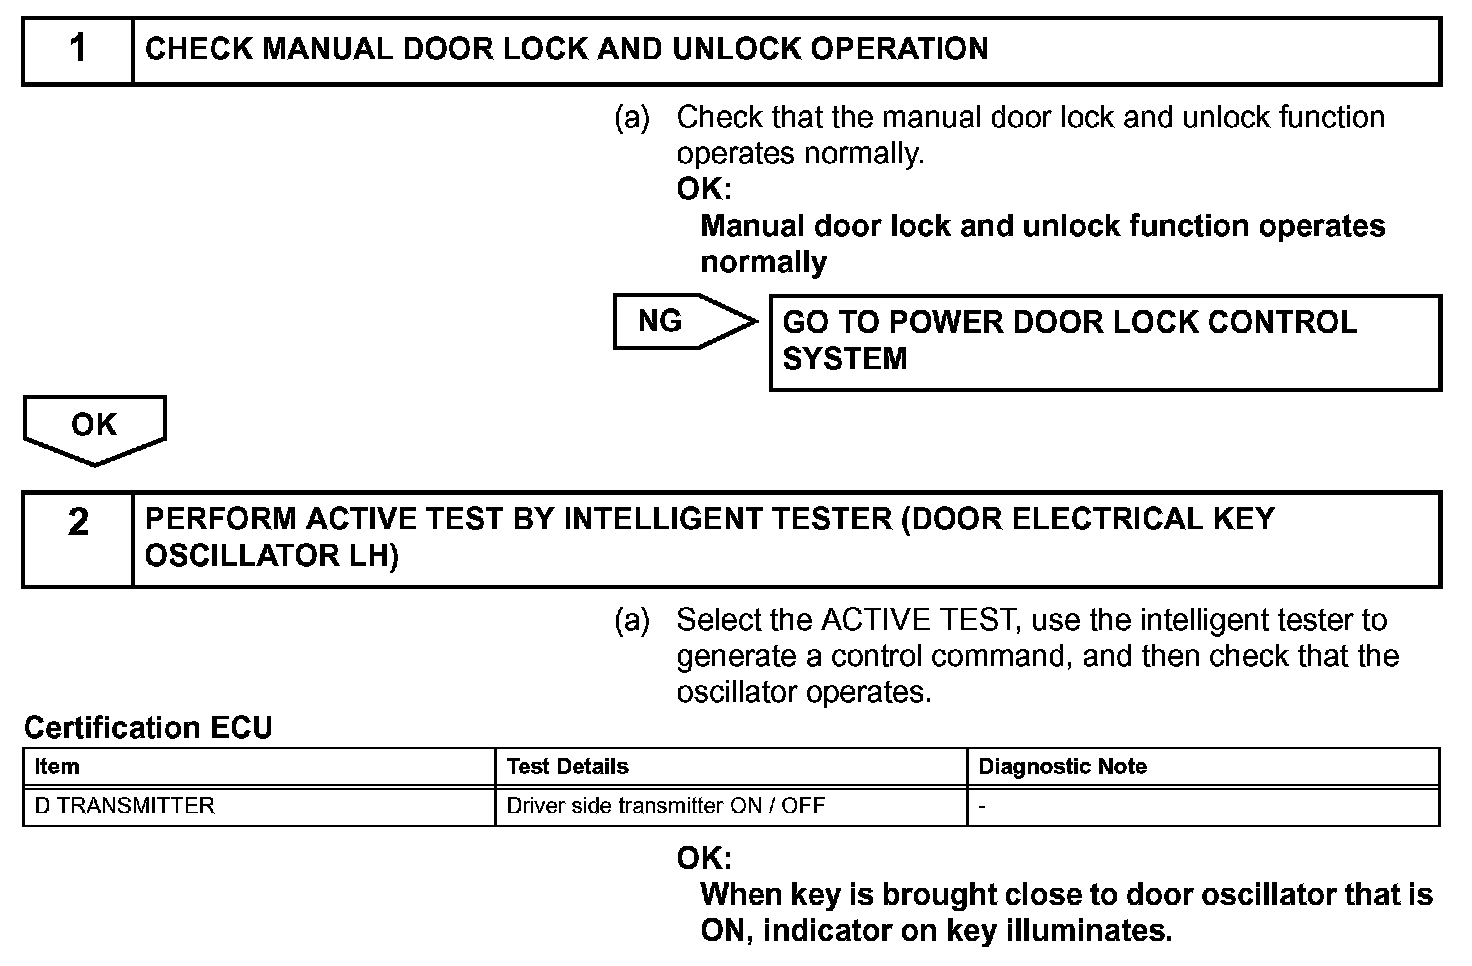 1 CHECK MANUAL DOOR LOCK AND UNLOCK OPERATION
(a) Check that the manual door lock and unlock function
operates normally.
OK:
Manual door lock and unlock function operates
normally
NG
GO TO POWER DOOR LOCK CONTROL
SYSTEM
OK
2 PERFORM ACTIVE TEST BY INTELLIGENT TESTER (DOOR ELECTRICAL KEY
OSCILLATOR LH)
(a) Select the ACTIVE TEST, use the intelligent tester to
generate a control command, and then check that the
oscillator operates.
Certification ECU
Item Test Details Diagnostic Note
D TRANSMITTER Driver side transmitter ON / OFF -
OK:
When key is brought close to door oscillator that is
ON, indicator on key illuminates.